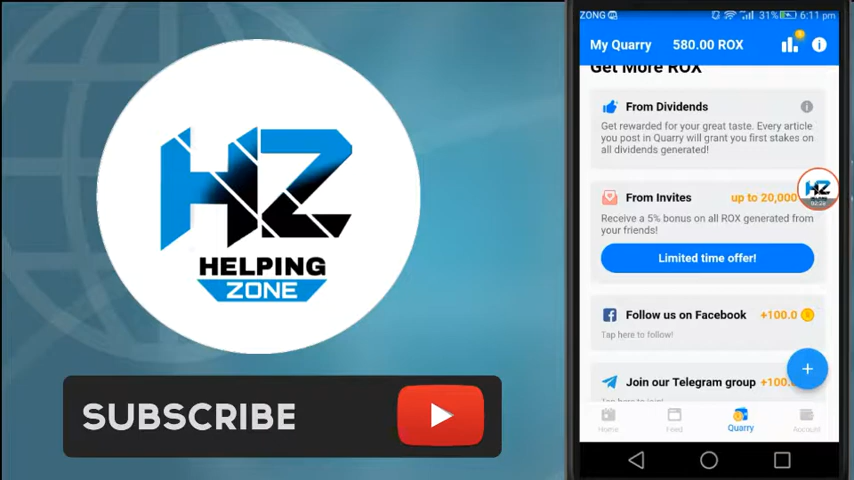 HELPING
ZONE
SUBSCRIBE
ZONG
31%
6:11 pm
My Quarry 580.00 ROX
Get More ROX
From Dividends
Get rewarded for your great taste. Every article
you post in Quarry will grant you first stakes on
all dividends generated!
From Invites up to 20,000
Receive a 5% bonus on all ROX generated from
your friends!
Limited time offer!
Follow us on Facebook +100.0
Tap here to follow!
Join our Telegram group +100.
Tap here to join!
Home Feed Quarry Account